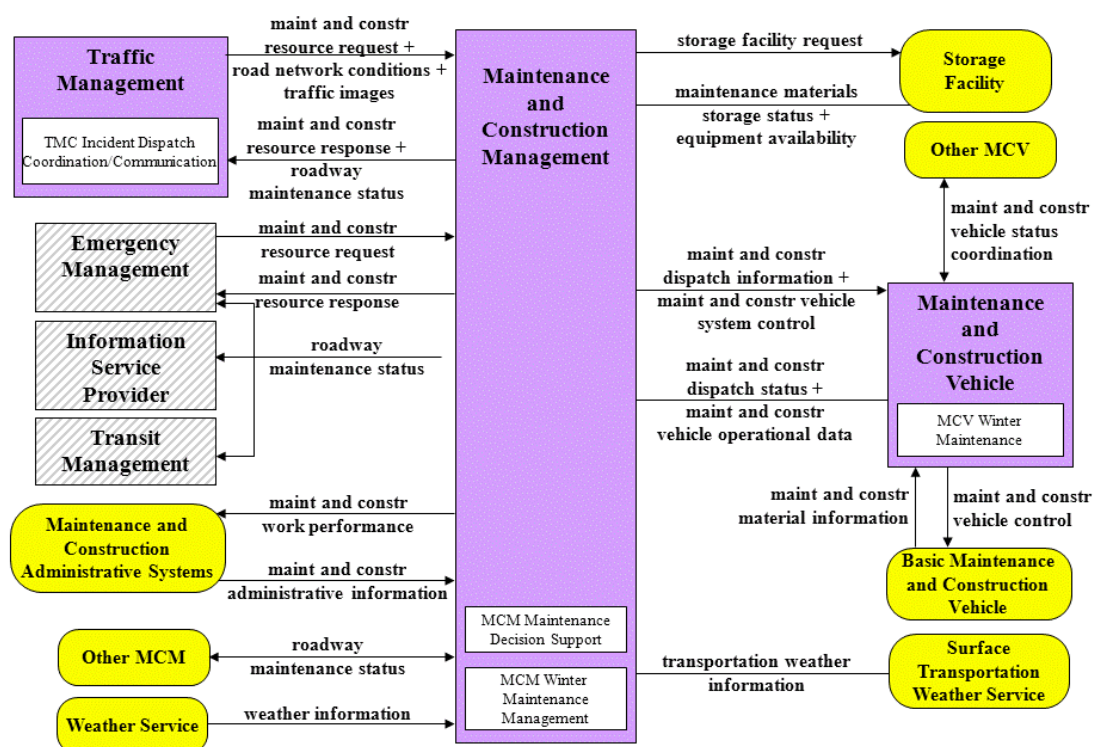 Traffic
Management
TMC Incident Dispatch
Coordination/Communication
maint and constr
resource request +
road network conditions +
traffic images
maint and constr
resource response +
roadway
maintenance status
Emergency
Management
maint and constr
resource request
maint and constr
resource response
Information
Service
Provider
roadway
maintenance status
Transit
Management
Maintenance and
Construction
Administrative Systems
maint and constr
work performance
maint and constr
administrative information
Other MCM
roadway
maintenance status
Weather Service
weather information
Maintenance
and
Construction
Management
MCM Maintenance
Decision Support
MCM Winter
Maintenance
Management
storage facility request
maintenance materials
storage status +
equipment availability
Storage
Facility
Other MCV
maint and constr
vehicle status
coordination
maint and constr
dispatch information +
maint and constr vehicle
system control
maint and constr
dispatch status +
maint and constr
vehicle operational data
Maintenance
and
Construction
Vehicle
MCV Winter
Maintenance
maint and constr
material information
maint and constr
vehicle control
Basic Maintenance
and Construction
Vehicle
transportation weather
information
Surface
Transportation
Weather Service